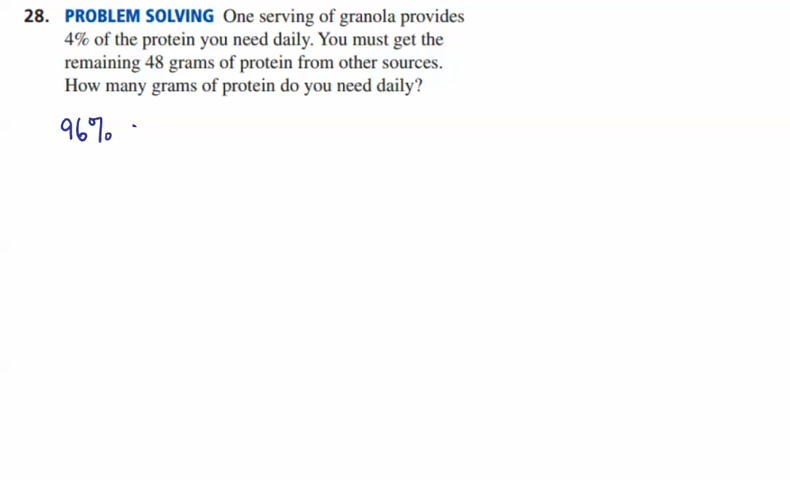 28. PROBLEM SOLVING One serving of granola provides
4% of the protein you need daily. You must get the
remaining 48 grams of protein from other sources.
How many grams of protein do you need daily?
96% ·